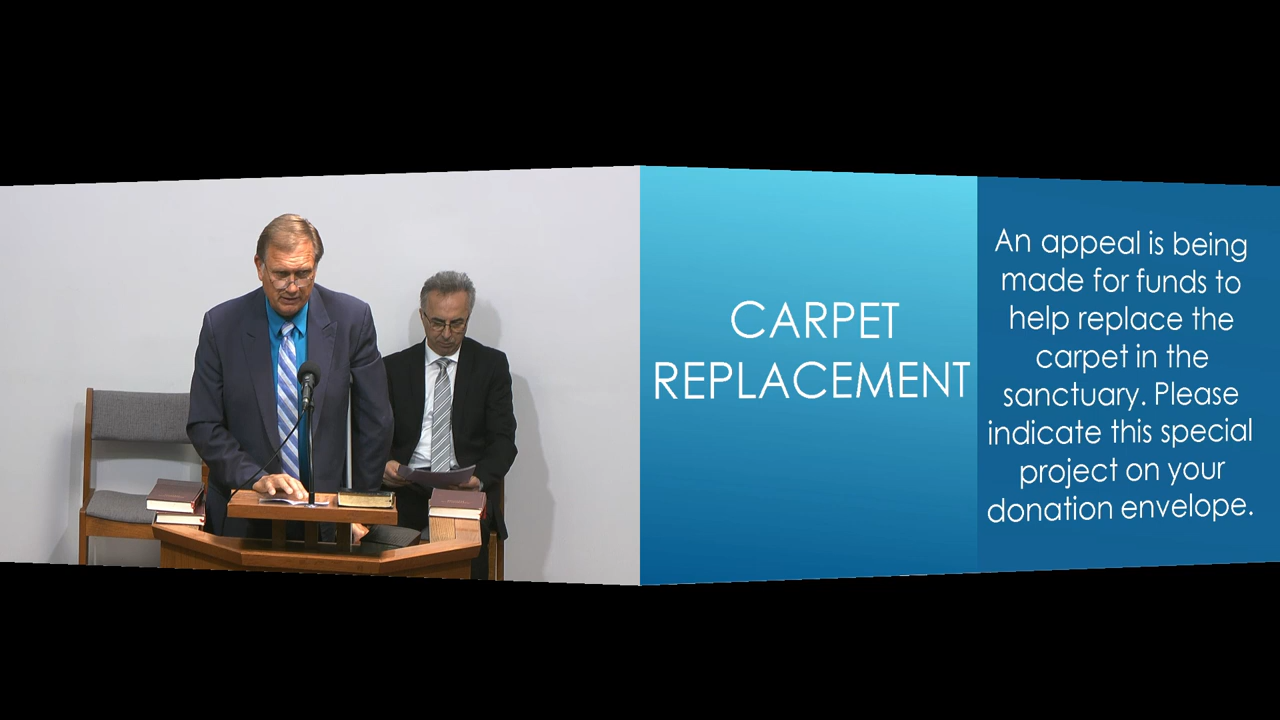 CARPET
REPLACEMENT
An appeal is being
made for funds to
help replace the
carpet in the
sanctuary. Please
indicate this special
project on your
donation envelope.